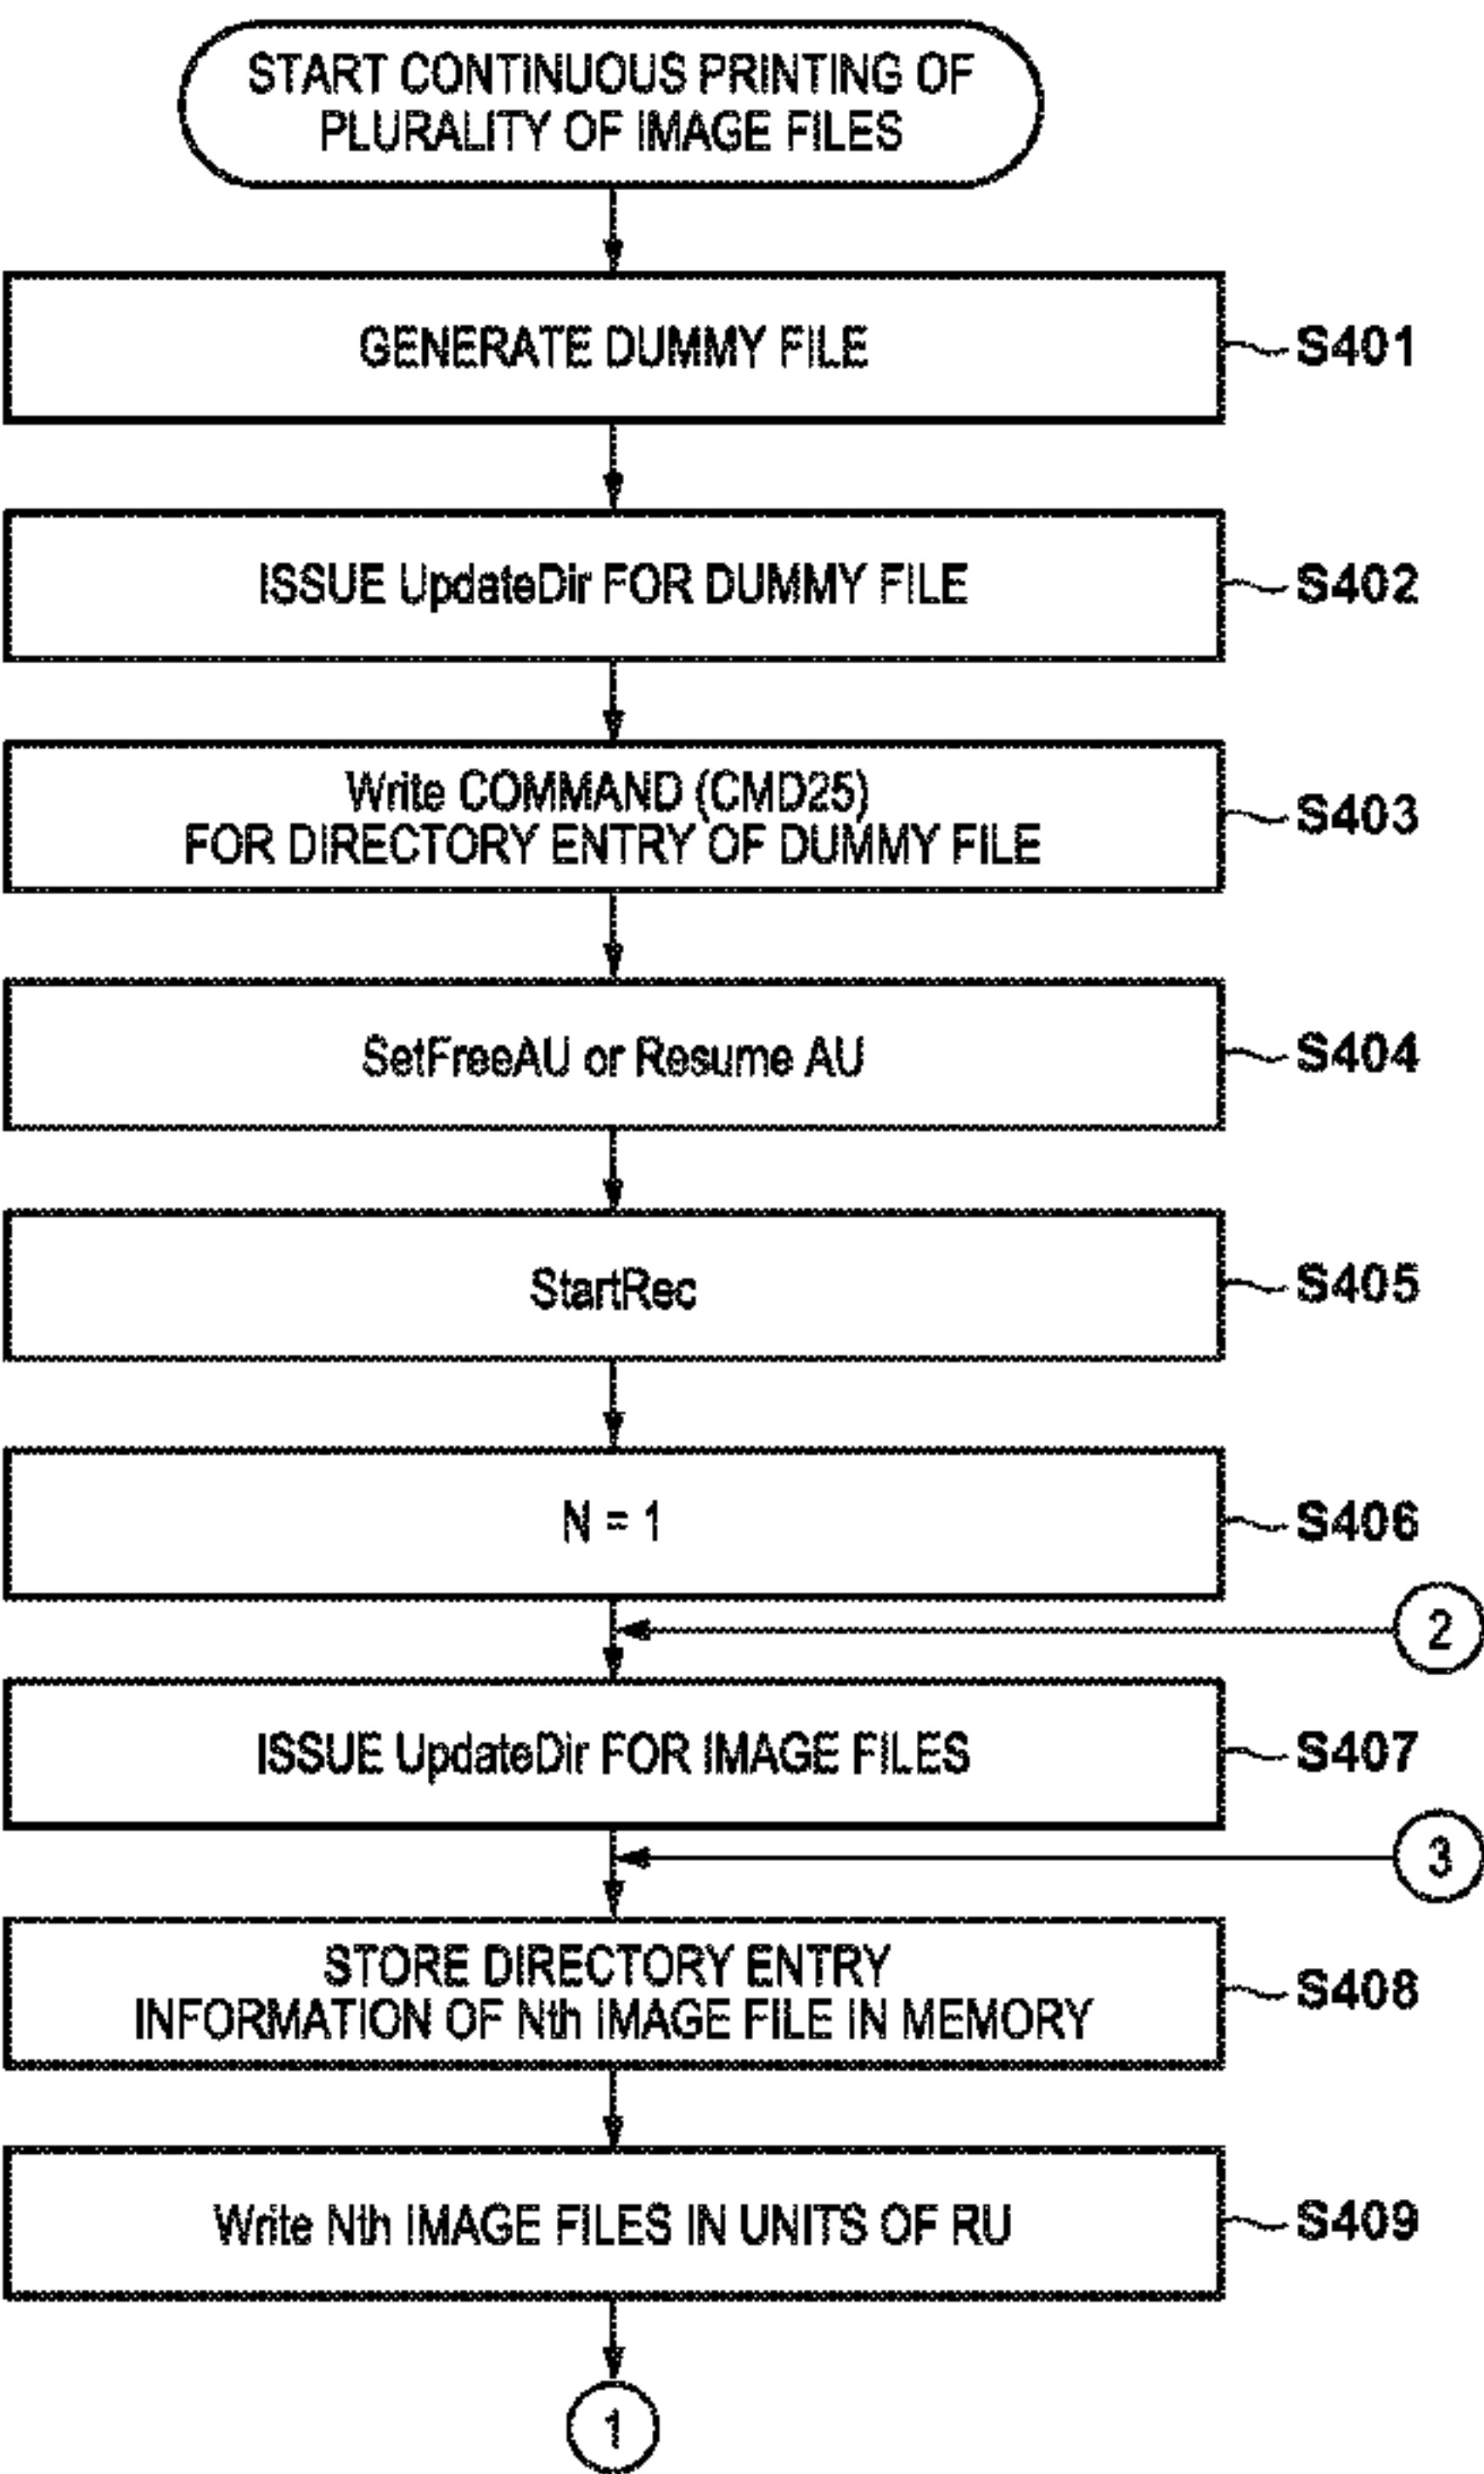 START CONTINUOUS PRINTING OF
PLURALITY OF IMAGE FILES
GENERATE DUMMY FILE
S401
ISSUE UpdateDir FOR DUMMY FILE
S402
Write COMMAND (CMD25)
FOR DIRECTORY ENTRY OF DUMMY FILE
S403
SetFreeAU or Resume AU
S404
StartRec
S405
N = 1
S406
2
ISSUE UpdateDir FOR IMAGE FILES
S407
3
STORE DIRECTORY ENTRY
INFORMATION OF Nth IMAGE FILE IN MEMORY
S408
Write Nth IMAGE FILES IN UNITS OF RU
S409
1